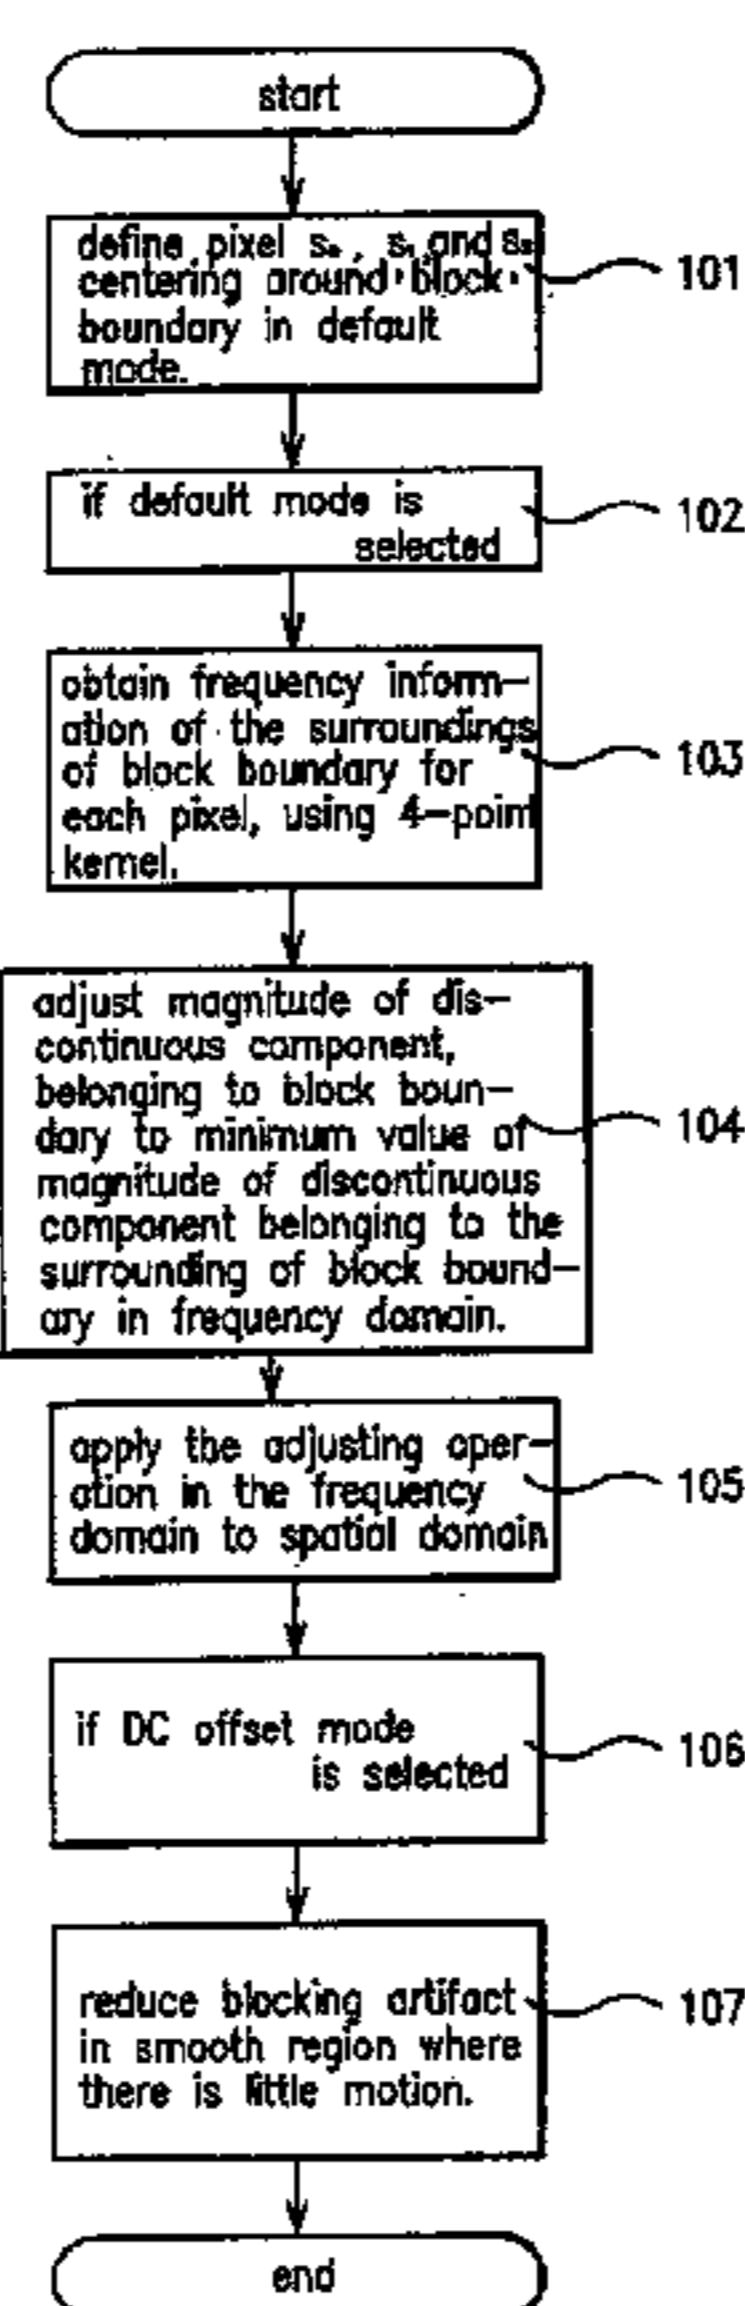 start
define pixel s₀, s₁ and s₂
centering around block
boundary in default
mode.
101
if default mode is
selected
102
obtain frequency inform-
ation of the surroundings
of block boundary for
each pixel, using 4-point
kernel.
103
adjust magnitude of dis-
continuous component,
belonging to block boun-
dary to minimum value of
magnitude of discontinuous
component belonging to the
surrounding of block bound-
ary in frequency domain.
104
apply the adjusting oper-
ation in the frequency
domain to spatial domain
105
if DC offset mode
is selected
106
reduce blocking artifact
in smooth region where
there is little motion.
107
end